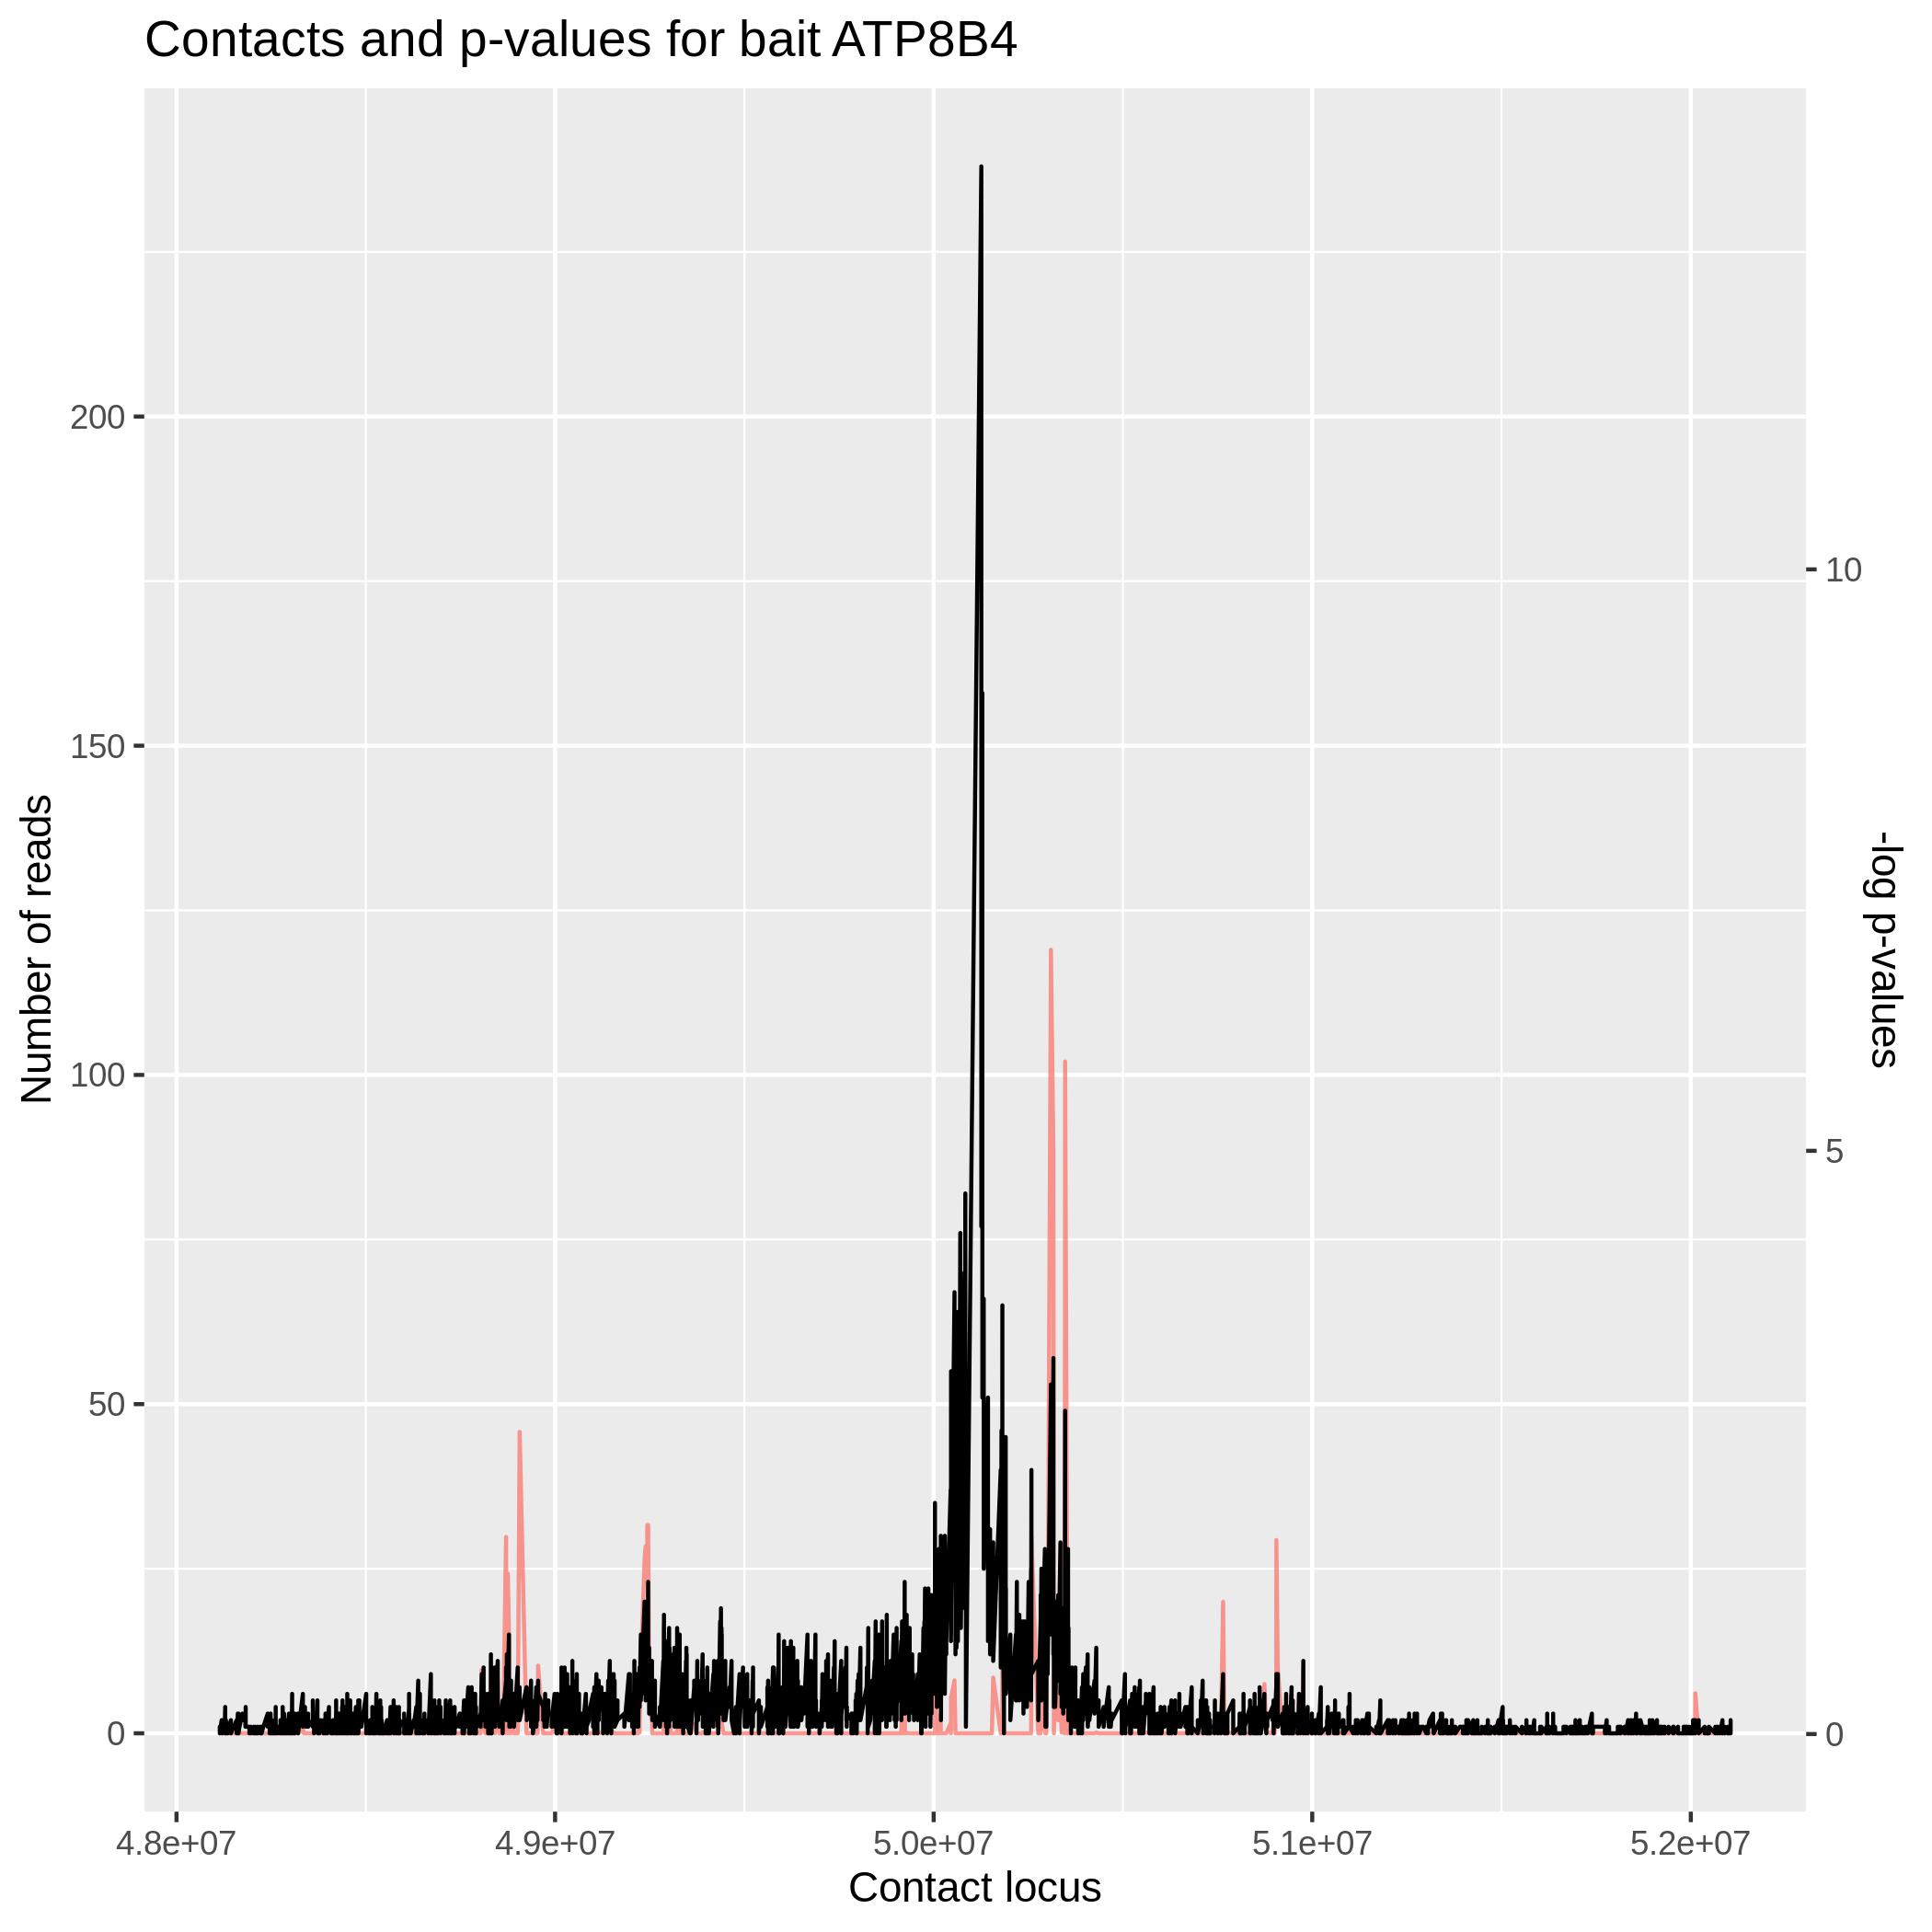 Contacts and p-values for bait ATP8B4
Number of reads
200
150
100
50
0
10
5
0
-log p-values
4.8e+07 4.9e+07 5.0e+07 5.1e+07 5.2e+07
Contact locus